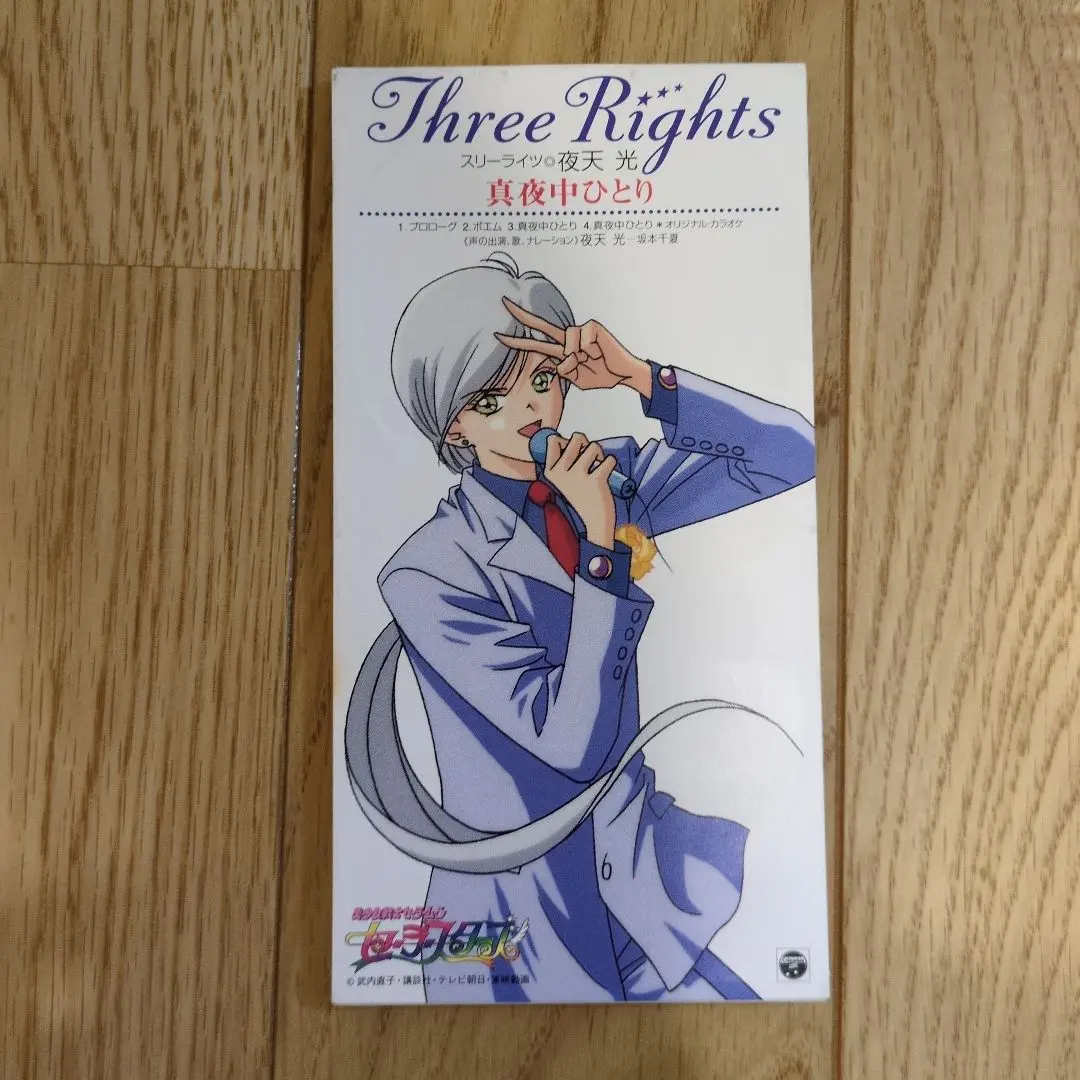 Three Rights
スリーライツ◎夜天 光
真夜中ひとり
1.プロローグ 2.ポエム 3.真夜中ひとり 4.真夜中ひとり＊オリジナル・カラオケ
《声の出演、歌、ナレーション》夜天 光…坂本千夏
美少女戦士セーラームーン
セーラースターズ
© 武内直子・講談社・テレビ朝日・東映動画